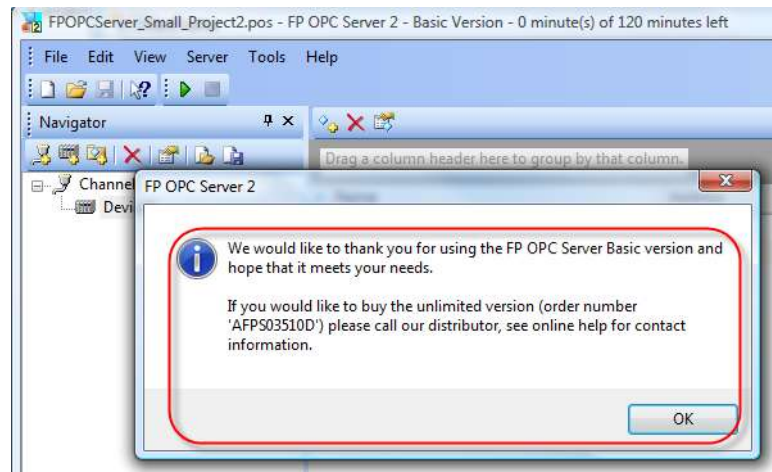 FPOPCServer_Small_Project2.pos - FP OPC Server 2 - Basic Version - 0 minute(s) of 120 minutes left
File Edit View Server Tools Help
Navigator
Drag a column header here to group by that column.
Channel
Devi
FP OPC Server 2
We would like to thank you for using the FP OPC Server Basic version and
hope that it meets your needs.
If you would like to buy the unlimited version (order number
'AFPS03510D') please call our distributor, see online help for contact
information.
OK